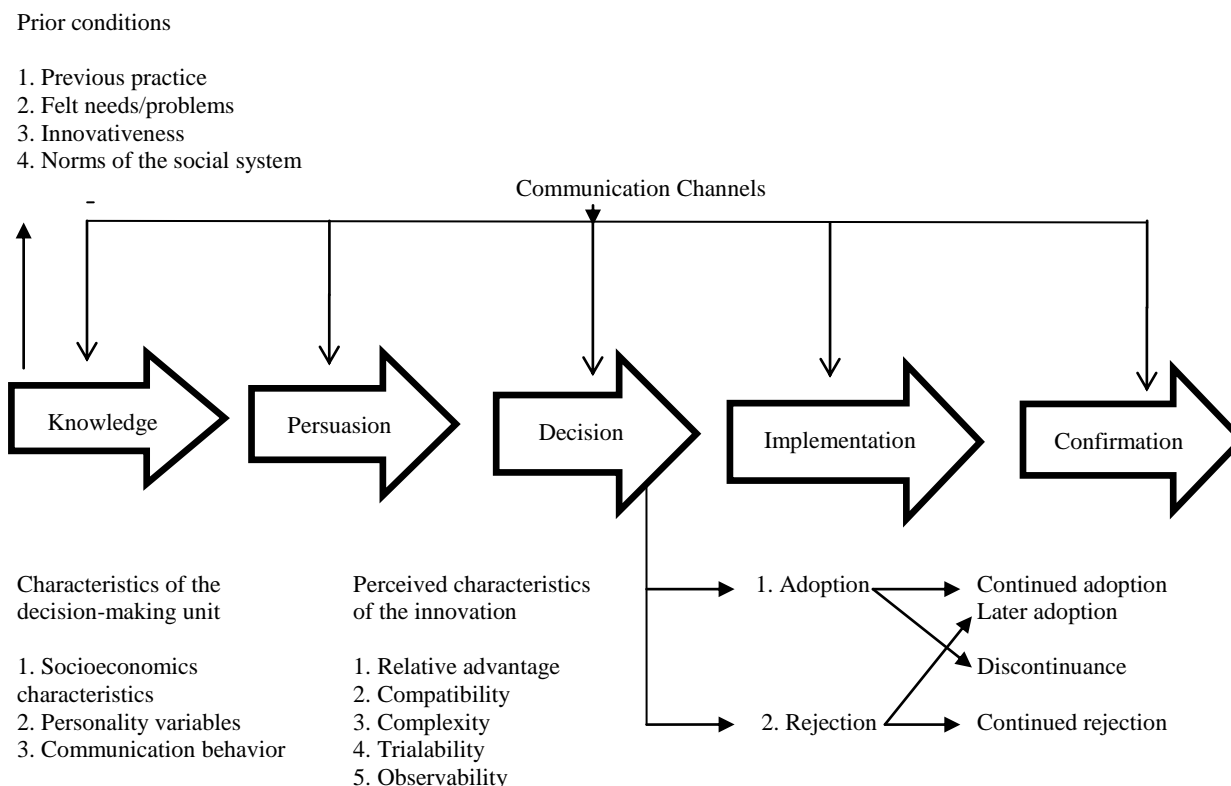 Prior conditions
1. Previous practice
2. Felt needs/problems
3. Innovativeness
4. Norms of the social system
Communication Channels
Knowledge
Persuasion
Decision
Implementation
Confirmation
Characteristics of the
decision-making unit
1. Socioeconomics
characteristics
2. Personality variables
3. Communication behavior
Perceived characteristics
of the innovation
1. Relative advantage
2. Compatibility
3. Complexity
4. Trialability
5. Observability
1. Adoption
2. Rejection
Continued adoption
Later adoption
Discontinuance
Continued rejection